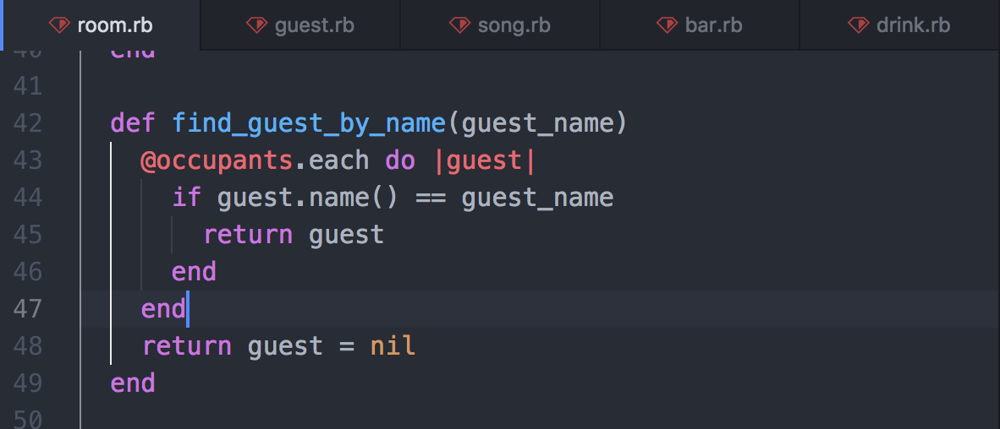 room.rb guest.rb song.rb bar.rb drink.rb
40 end
41
42 def find_guest_by_name(guest_name)
43 @occupants.each do |guest|
44 if guest.name() == guest_name
45 return guest
46 end
47 end
48 return guest = nil
49 end
50